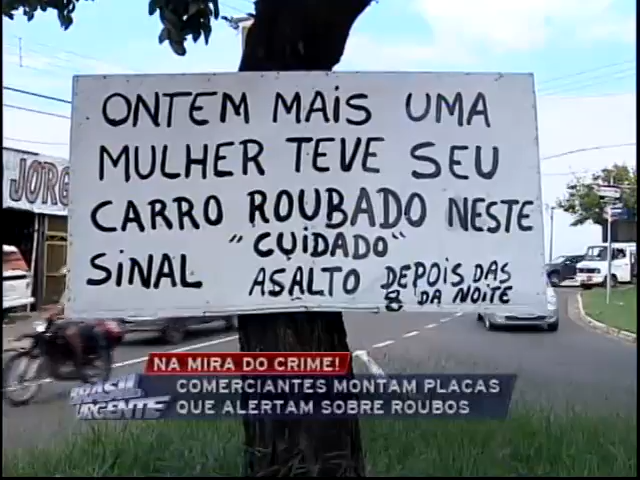 ONTEM MAIS UMA
MULHER TEVE SEU
CARRO ROUBADO NESTE
SINAL "CUIDADO"
ASALTO DEPOIS DAS
8 DA NOITE
JORG
NA MIRA DO CRIME!
BRASIL
URGENTE
COMERCIANTES MONTAM PLACAS
QUE ALERTAM SOBRE ROUBOS